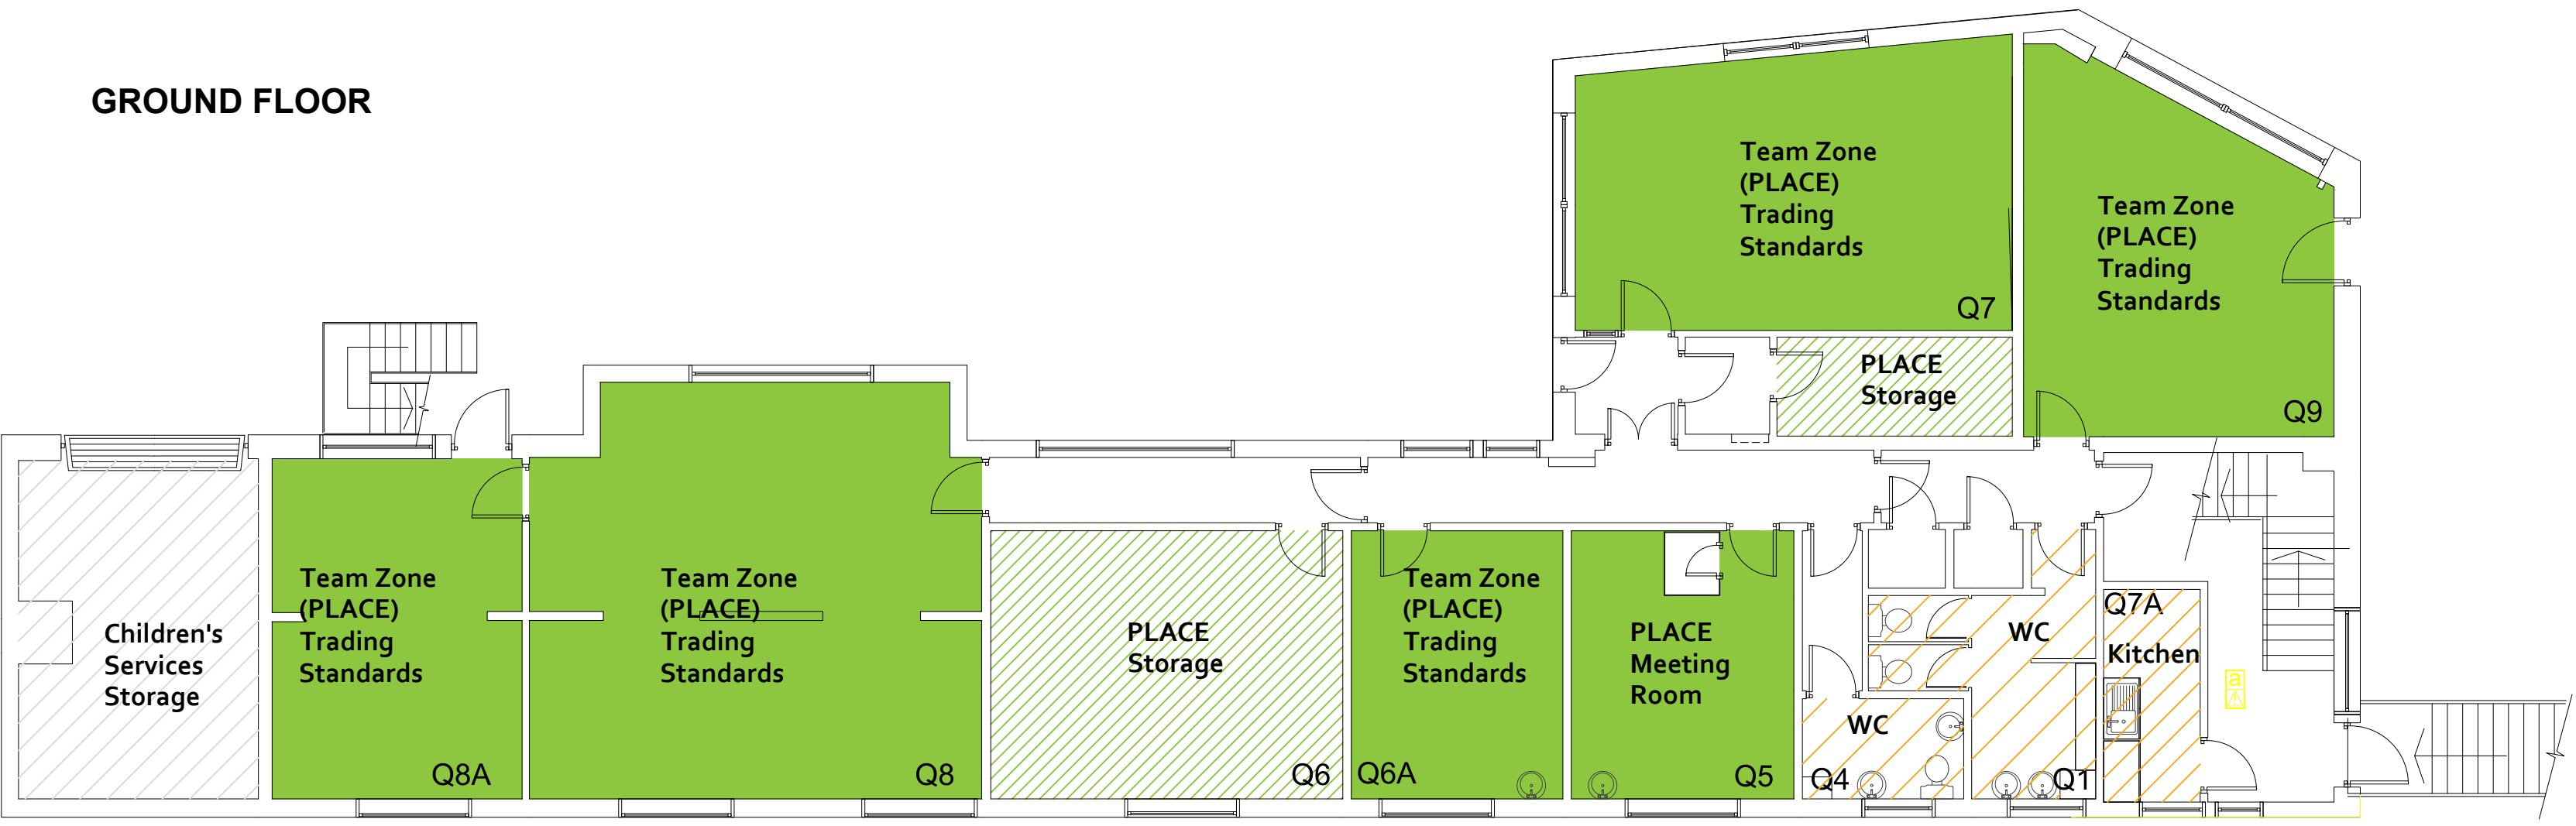 GROUND FLOOR
Team Zone
(PLACE)
Trading
Standards
Q7
Team Zone
(PLACE)
Trading
Standards
Q9
PLACE
Storage
Children's
Services
Storage
Team Zone
(PLACE)
Trading
Standards
Q8A
Team Zone
(PLACE)
Trading
Standards
Q8
PLACE
Storage
Q6
Team Zone
(PLACE)
Trading
Standards
Q6A
PLACE
Meeting
Room
Q5
WC
Q4
WC
Q1
Q7A
Kitchen
a